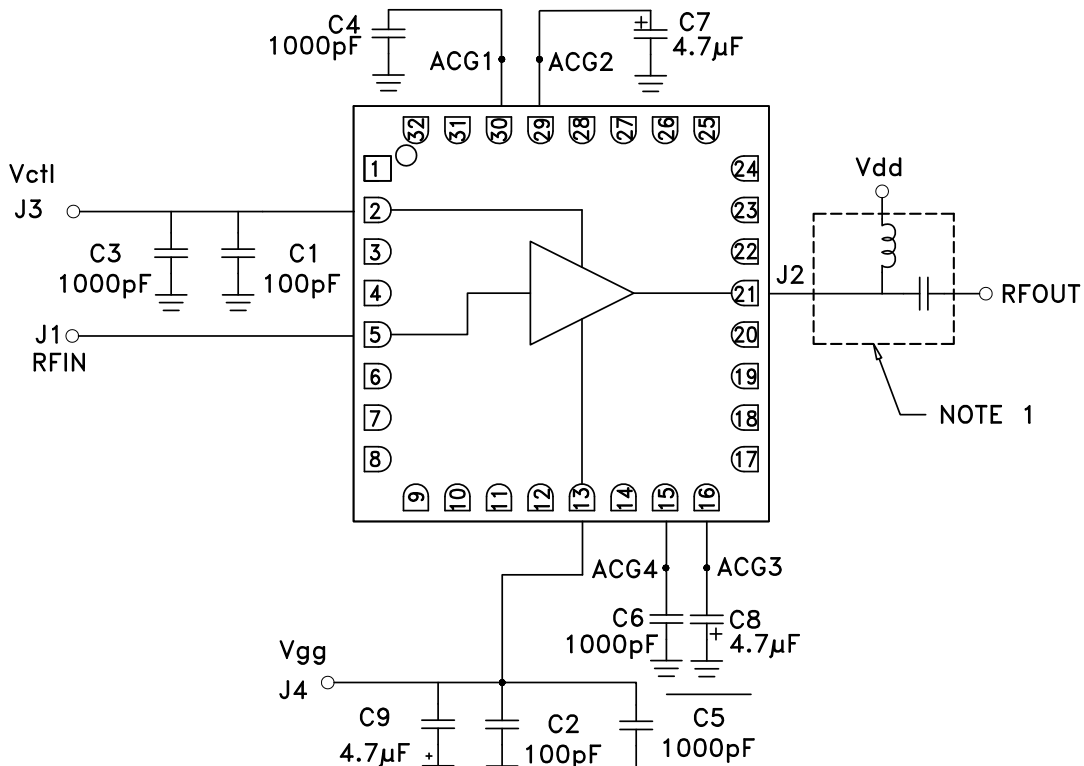 C4
1000pF
ACG1
ACG2
+
C7
4.7µF
32 31 30 29 28 27 26 25
1 2 3 4 5 6 7 8
24 23 22 21 20 19 18 17
9 10 11 12 13 14 15 16
Vctl
J3
C3
1000pF
C1
100pF
J1
RFIN
Vdd
J2
RFOUT
NOTE 1
ACG4
ACG3
C6
1000pF
C8
+
4.7µF
Vgg
J4
C9
4.7µF
+
C2
100pF
C5
1000pF